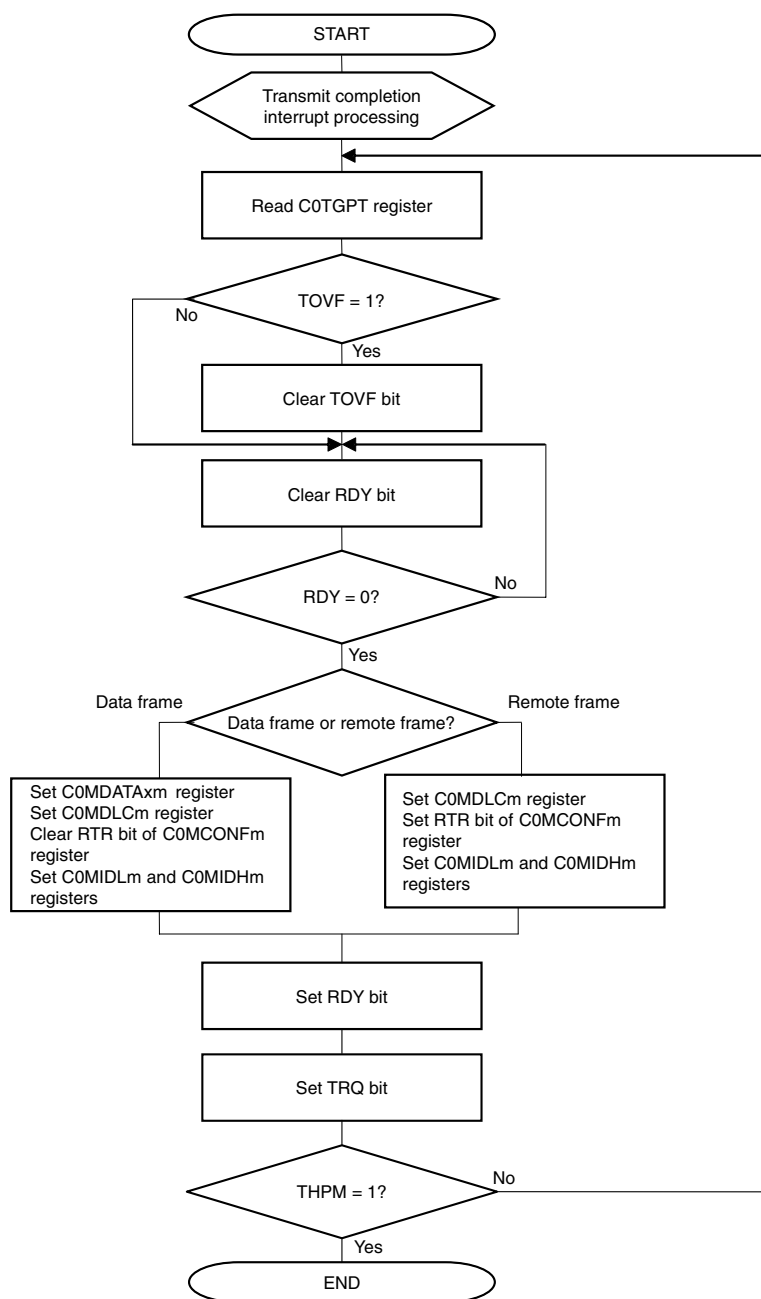 START
Transmit completion
interrupt processing
Read C0TGPT register
TOVF = 1?
No
Yes
Clear TOVF bit
Clear RDY bit
RDY = 0?
No
Yes
Data frame
Data frame or remote frame?
Remote frame
Set C0MDATAxm register
Set C0MDLCm register
Clear RTR bit of C0MCONFm
register
Set C0MIDLm and C0MIDHm
registers
Set C0MDLCm register
Set RTR bit of C0MCONFm
register
Set C0MIDLm and C0MIDHm
registers
Set RDY bit
Set TRQ bit
THPM = 1?
No
Yes
END